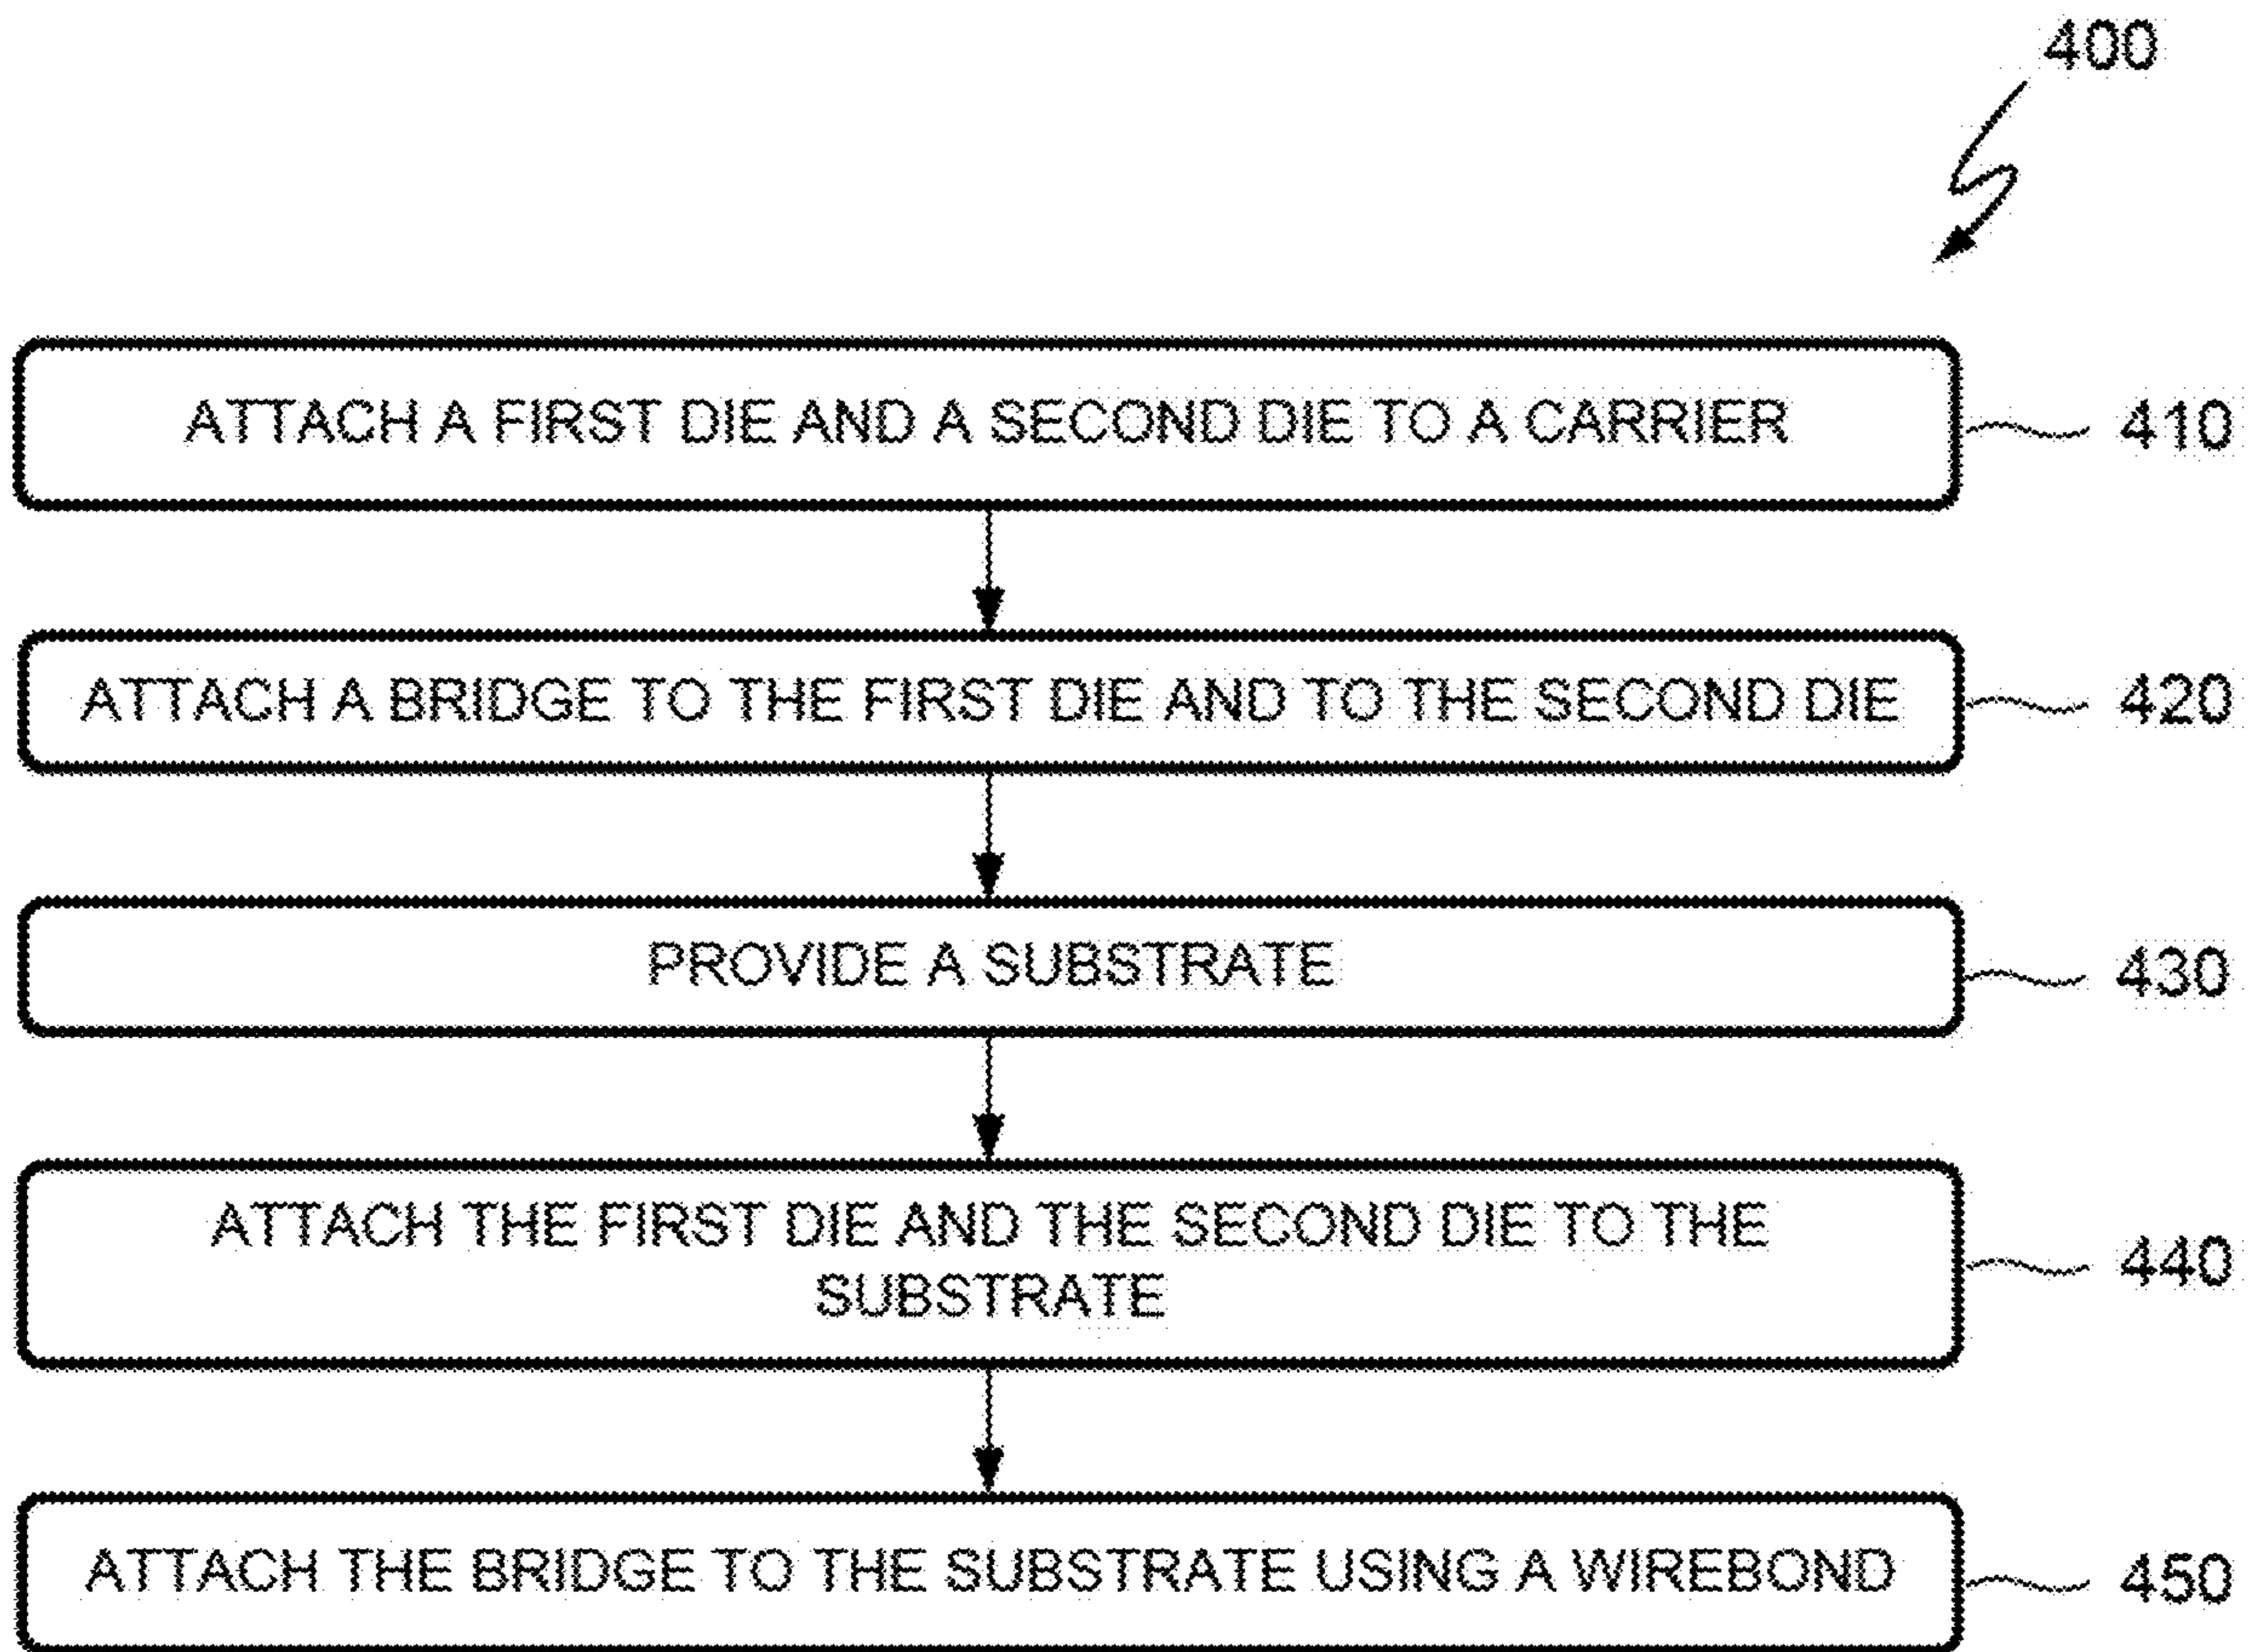 400
ATTACH A FIRST DIE AND A SECOND DIE TO A CARRIER
410
ATTACH A BRIDGE TO THE FIRST DIE AND TO THE SECOND DIE
420
PROVIDE A SUBSTRATE
430
ATTACH THE FIRST DIE AND THE SECOND DIE TO THE
SUBSTRATE
440
ATTACH THE BRIDGE TO THE SUBSTRATE USING A WIREBOND
450